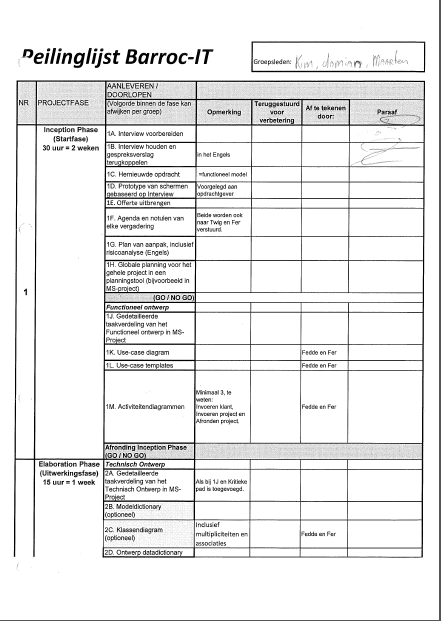 Peilinglijst Barroc-IT
Groepsleden: Kim, damian, Maarten
NR
PROJECTFASE
AANLEVEREN /
DOORLOPEN
(Volgorde binnen de fase kan
afwijken per groep)
Opmerking
Teruggestuurd
voor
verbetering
Af te tekenen
door:
Paraaf
1
Inception Phase
(Startfase)
30 uur = 2 weken
1A. Interview voorbereiden
1B. Interview houden en
gespreksverslag
terugkoppelen
in het Engels
1C. Hernieuwde opdracht
=functioneel model
1D. Prototype van schermen
gebaseerd op Interview
Voorgelegd aan
opdrachtgever
1E. Offerte uitbrengen
1F. Agenda en notulen van
elke vergadering
Beide worden ook
naar Twig en Fer
verstuurd.
1G. Plan van aanpak, inclusief
risicoanalyse (Engels)
1H. Globale planning voor het
gehele project in een
planningstool (bijvoorbeeld in
MS-project)
(GO / NO GO)
Functioneel ontwerp
1J. Gedetailleerde
taakverdeling van het
Functioneel ontwerp in MS-
Project
1K. Use-case diagram
Fedde en Fer
1L. Use-case templates
Fedde en Fer
1M. Activiteitendiagrammen
Minimaal 3, te
weten:
Invoeren klant,
Invoeren project en
Afronden project.
Fedde en Fer
Afronding Inception Phase
(GO / NO GO)
Elaboration Phase
(Uitwerkingsfase)
15 uur = 1 week
Technisch Ontwerp
2A. Gedetailleerde
taakverdeling van het
Technisch Ontwerp in MS-
Project
Als bij 1J en Kritieke
pad is toegevoegd.
2B. Modeldictionary
(optioneel)
2C. Klassendiagram
(optioneel)
Inclusief
multipliciteiten en
associaties
Fedde en Fer
2D. Ontwerp datadictionary